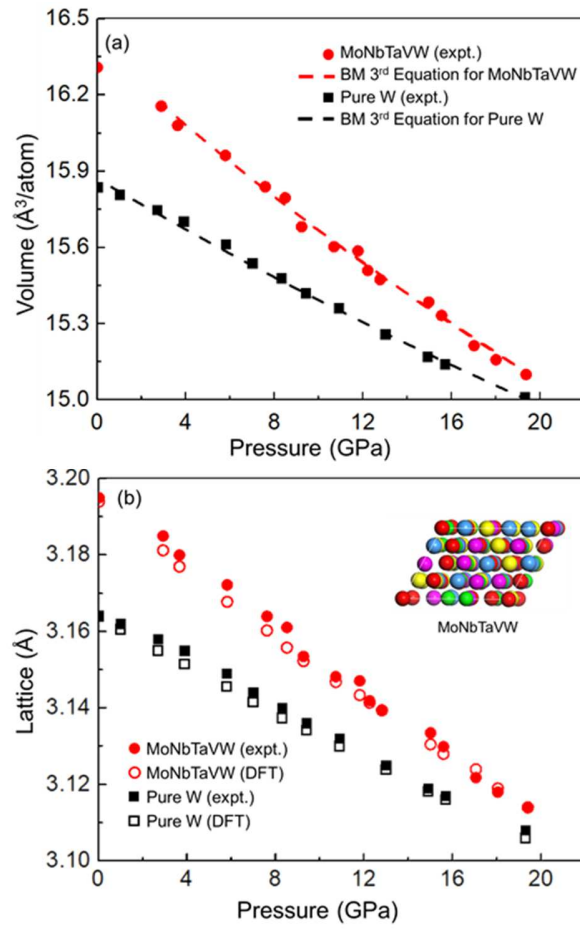 (a)
MoNbTaVW (expt.)
BM 3rd Equation for MoNbTaVW
Pure W (expt.)
BM 3rd Equation for Pure W
Volume (Å³/atom)
16.5
16.2
15.9
15.6
15.3
15.0
0 4 8 12 16 20
Pressure (GPa)
(b)
MoNbTaVW
MoNbTaVW (expt.)
MoNbTaVW (DFT)
Pure W (expt.)
Pure W (DFT)
Lattice (Å)
3.20
3.18
3.16
3.14
3.12
3.10
0 4 8 12 16 20
Pressure (GPa)